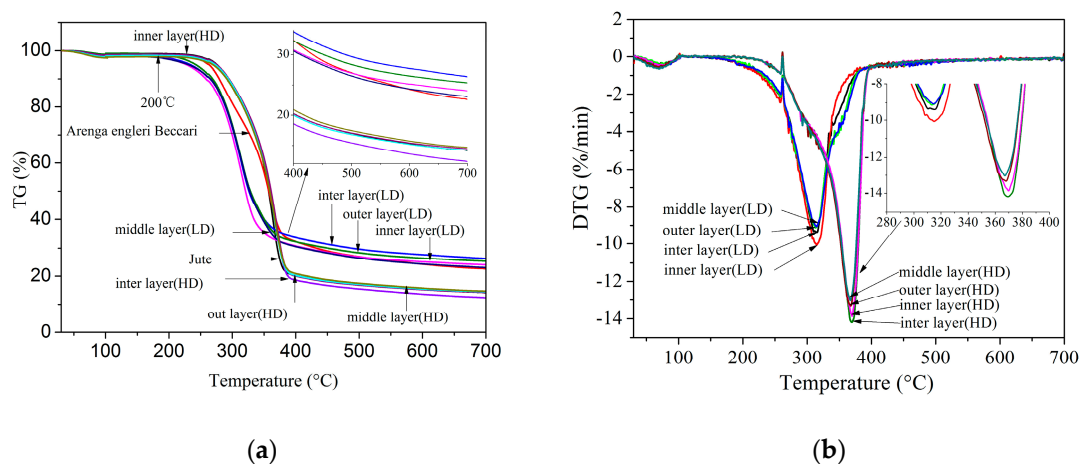 inner layer(HD)
200℃
Arenga engleri Beccari
inter layer(LD)
outer layer(LD)
inner layer(LD)
middle layer(LD)
Jute
inter layer(HD)
out layer(HD)
middle layer(HD)
30
20
400 450 500 550 600 650 700
100
80
60
40
20
0
TG (%)
100 200 300 400 500 600 700
Temperature (°C)
(a)
2
0
-2
-4
-6
-8
-10
-12
-14
DTG (%/min)
middle layer(LD)
outer layer(LD)
inter layer(LD)
inner layer(LD)
-8
-10
-12
-14
-16
280 300 320 340 360 380 400
middle layer(HD)
outer layer(HD)
inner layer(HD)
inter layer(HD)
100 200 300 400 500 600 700
Temperature (°C)
(b)